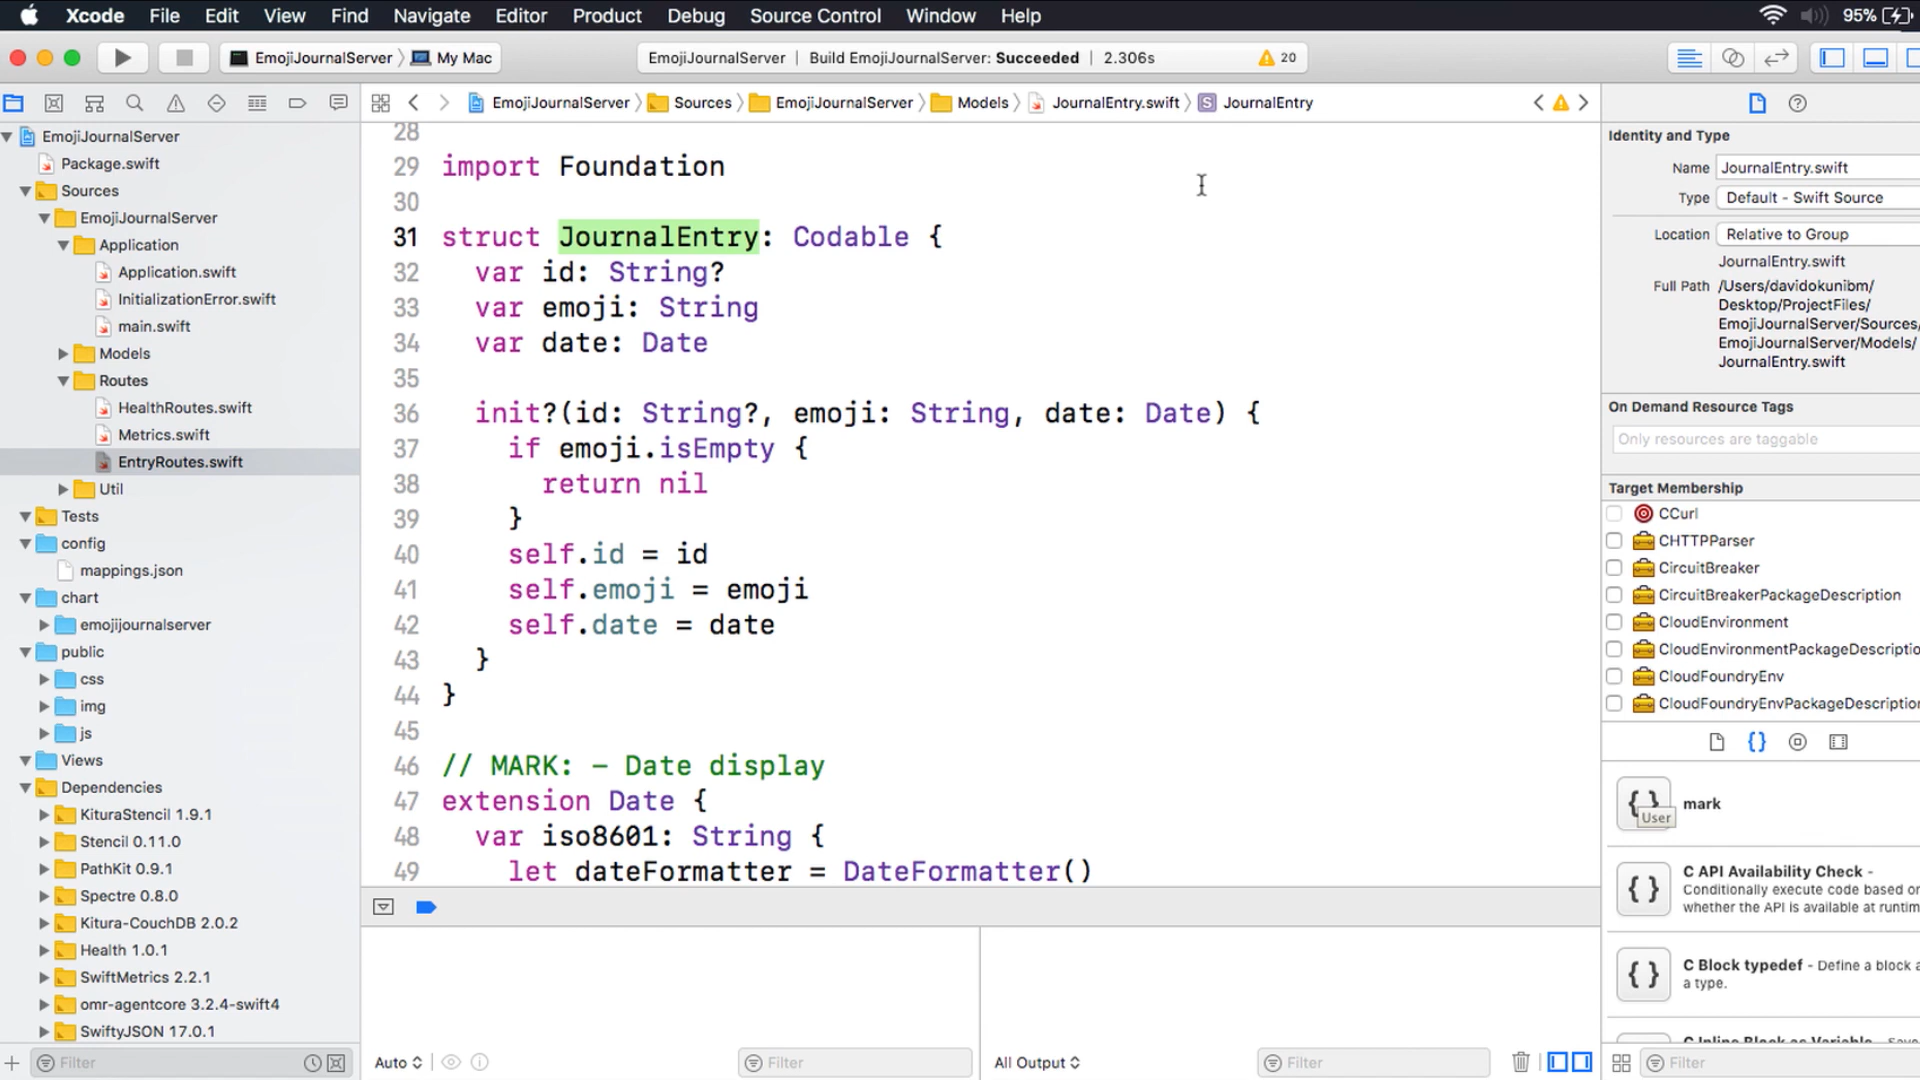 Xcode File Edit View Find Navigate Editor Product Debug Source Control Window Help 95%
EmojiJournalServer My Mac
EmojiJournalServer | Build EmojiJournalServer: Succeeded | 2.306s 20
EmojiJournalServer Sources EmojiJournalServer Models JournalEntry.swift S JournalEntry
EmojiJournalServer
Package.swift
Sources
EmojiJournalServer
Application
Application.swift
InitializationError.swift
main.swift
Models
Routes
HealthRoutes.swift
Metrics.swift
EntryRoutes.swift
Util
Tests
config
mappings.json
chart
emojijournalserver
public
css
img
js
Views
Dependencies
KituraStencil 1.9.1
Stencil 0.11.0
PathKit 0.9.1
Spectre 0.8.0
Kitura-CouchDB 2.0.2
Health 1.0.1
SwiftMetrics 2.2.1
omr-agentcore 3.2.4-swift4
SwiftyJSON 17.0.1
Filter
28
29 import Foundation
30
31 struct JournalEntry: Codable {
32 var id: String?
33 var emoji: String
34 var date: Date
35
36 init?(id: String?, emoji: String, date: Date) {
37 if emoji.isEmpty {
38 return nil
39 }
40 self.id = id
41 self.emoji = emoji
42 self.date = date
43 }
44 }
45
46 // MARK: - Date display
47 extension Date {
48 var iso8601: String {
49 let dateFormatter = DateFormatter()
Auto
Filter
All Output
Filter
Identity and Type
Name JournalEntry.swift
Type Default - Swift Source
Location Relative to Group
JournalEntry.swift
Full Path /Users/davidokunibm/
Desktop/ProjectFiles/
EmojiJournalServer/Sources/
EmojiJournalServer/Models/
JournalEntry.swift
On Demand Resource Tags
Only resources are taggable
Target Membership
CCurl
CHTTPParser
CircuitBreaker
CircuitBreakerPackageDescription
CloudEnvironment
CloudEnvironmentPackageDescriptio
CloudFoundryEnv
CloudFoundryEnvPackageDescription
{ } mark
User
{ } C API Availability Check -
Conditionally execute code based on
whether the API is available at runtim
{ } C Block typedef - Define a block a
a type.
C Inline Block as Variable - Save
Filter